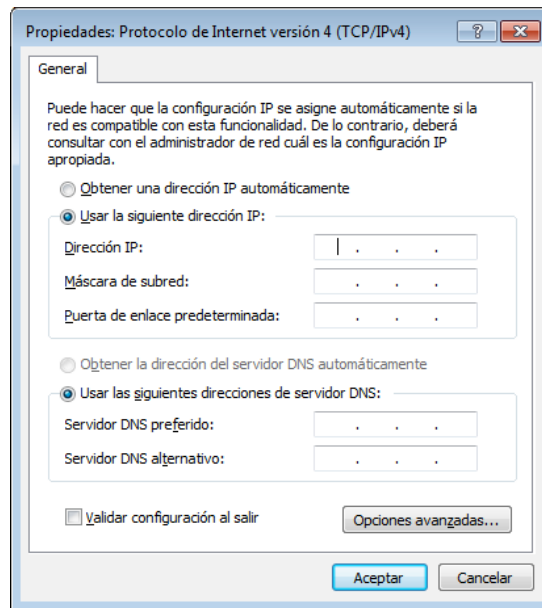 Propiedades: Protocolo de Internet versión 4 (TCP/IPv4)
General
Puede hacer que la configuración IP se asigne automáticamente si la
red es compatible con esta funcionalidad. De lo contrario, deberá
consultar con el administrador de red cuál es la configuración IP
apropiada.
Obtener una dirección IP automáticamente
Usar la siguiente dirección IP:
Dirección IP:
Máscara de subred:
Puerta de enlace predeterminada:
Obtener la dirección del servidor DNS automáticamente
Usar las siguientes direcciones de servidor DNS:
Servidor DNS preferido:
Servidor DNS alternativo:
Validar configuración al salir
Opciones avanzadas...
Aceptar
Cancelar